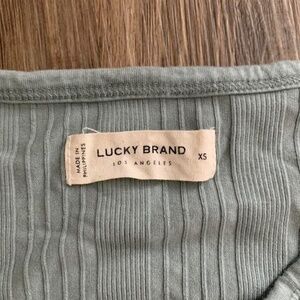 MADE IN
PHILIPPINES
LUCKY BRAND
LOS ANGELES
XS